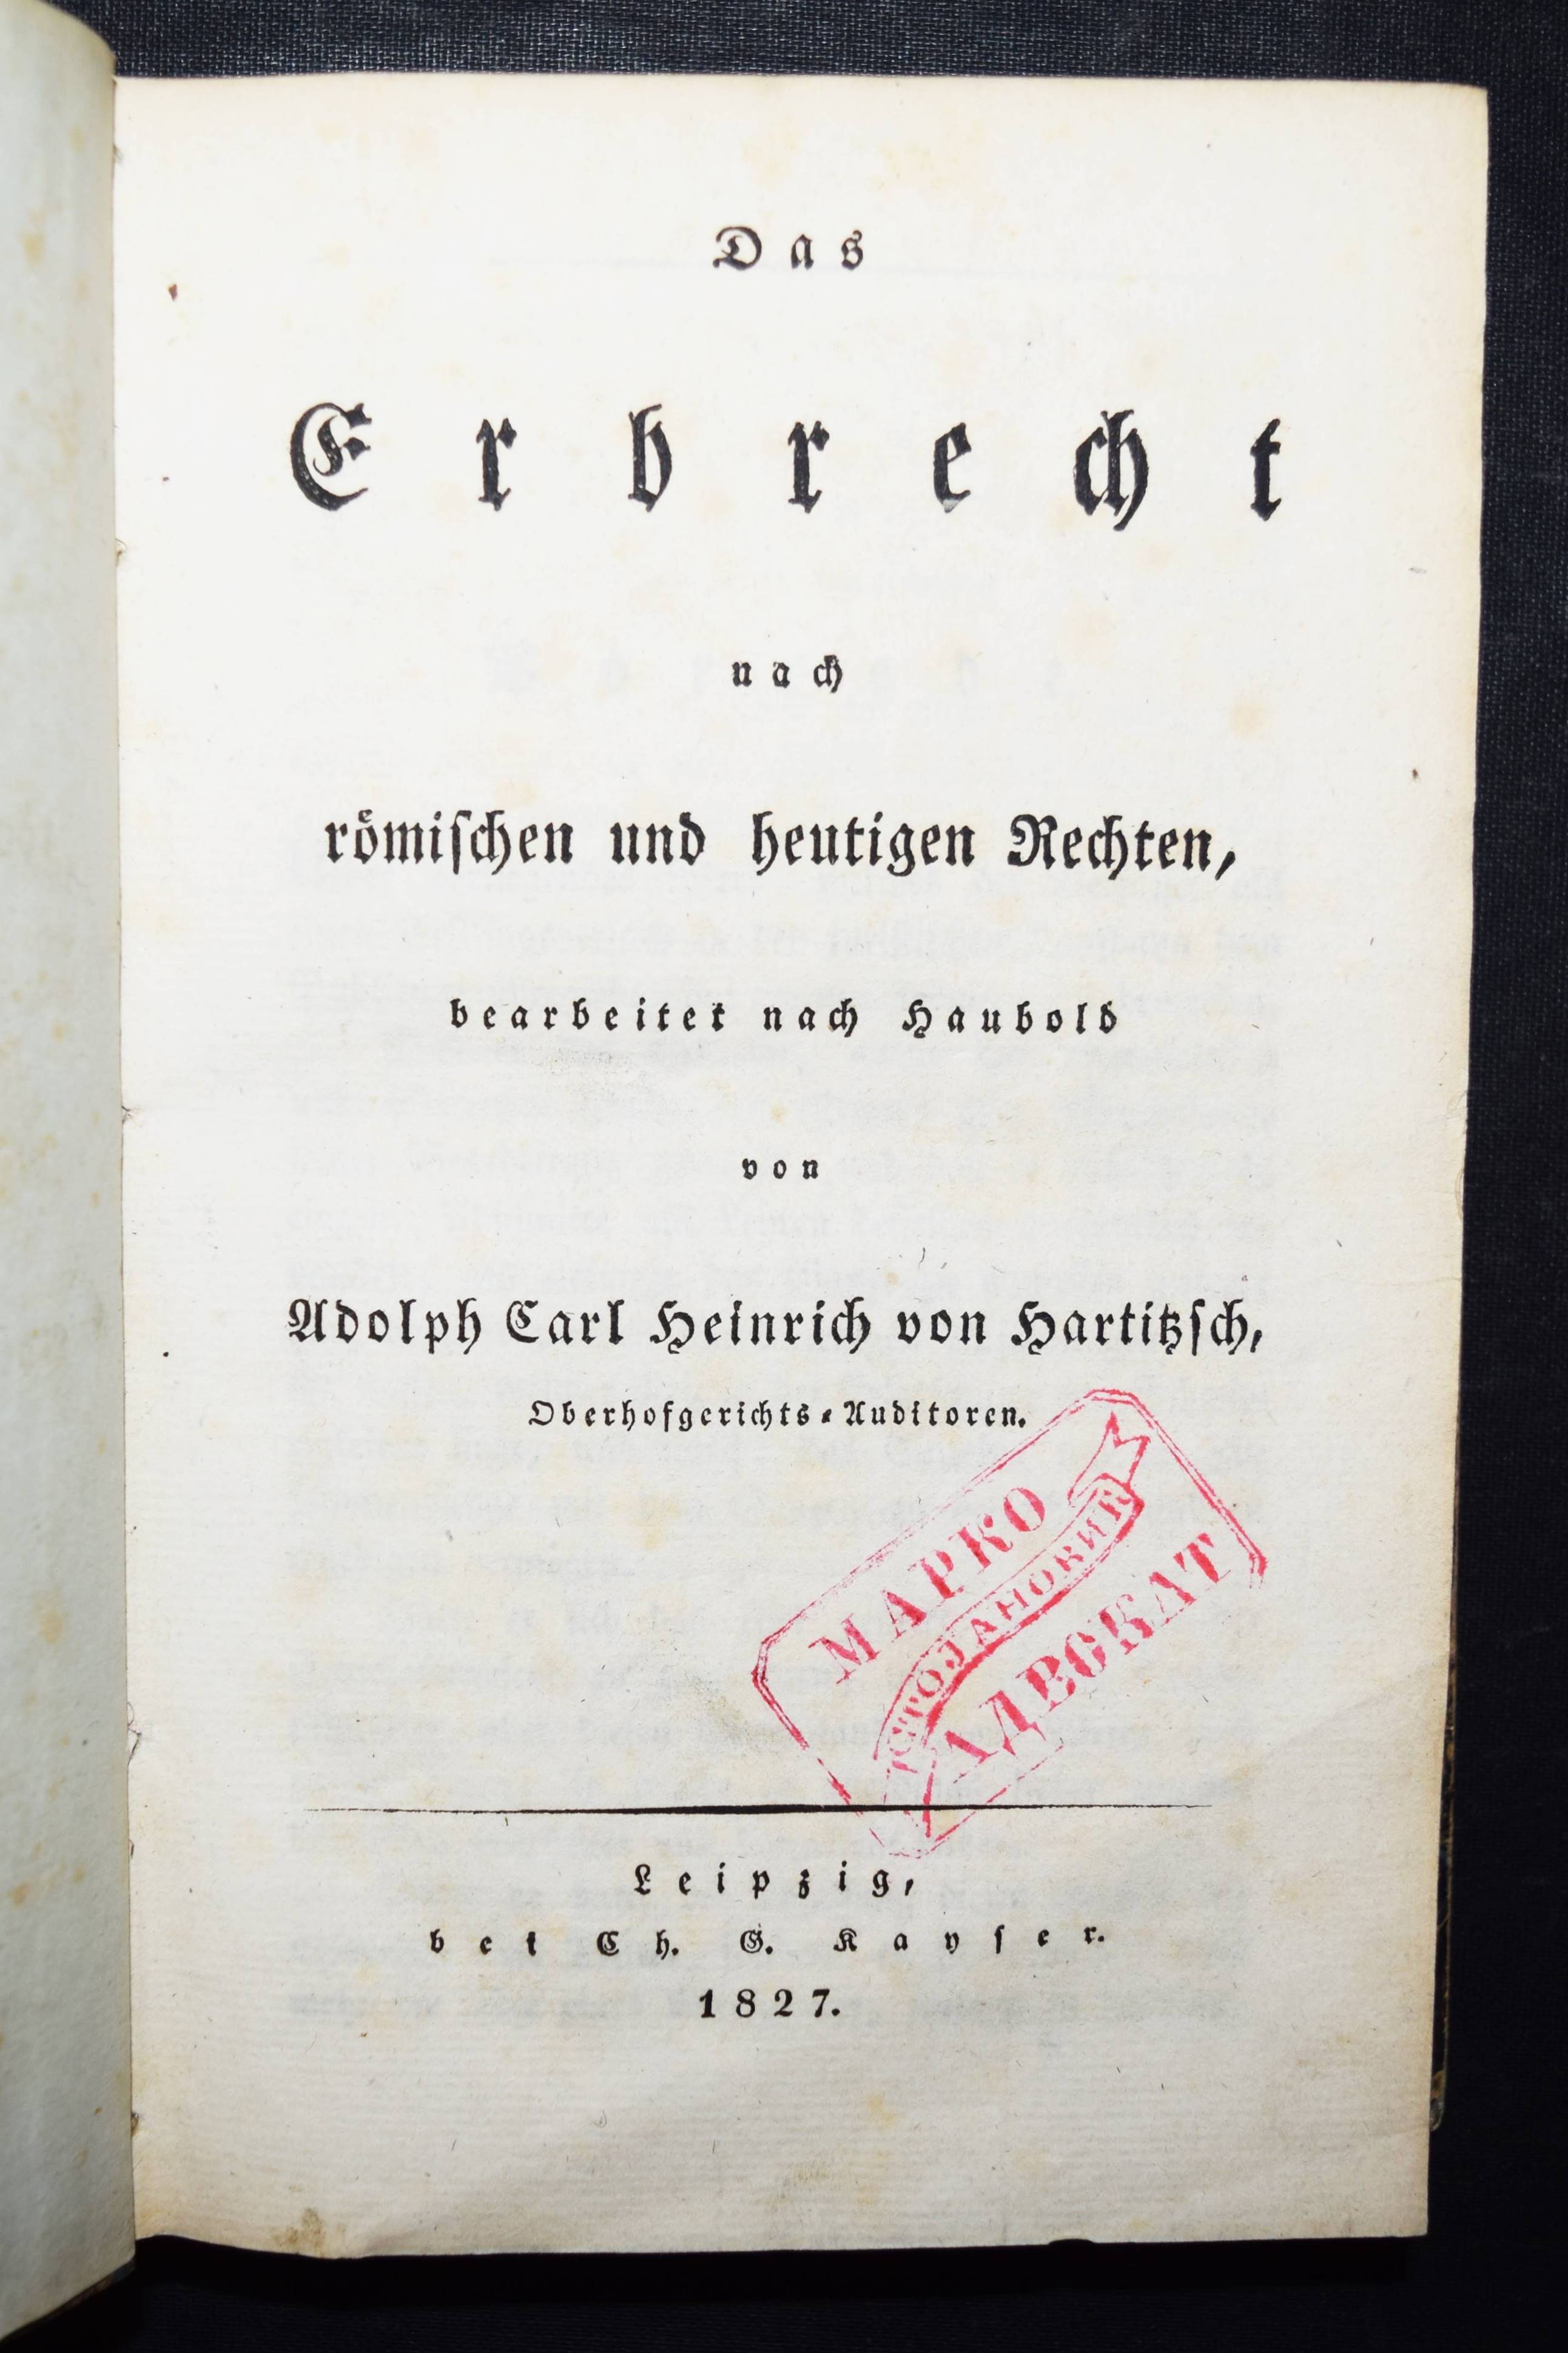 Das
Erbrecht
nach
römischen und heutigen Rechten,
bearbeitet nach Haubold
von
Adolph Carl Heinrich von Hartitzsch,
Oberhofgerichts-Auditoren.
МАРКО
СТОЈАНОВИЋ
АДВОКАТ
Leipzig,
bei Ch. G. Kayser.
1827.